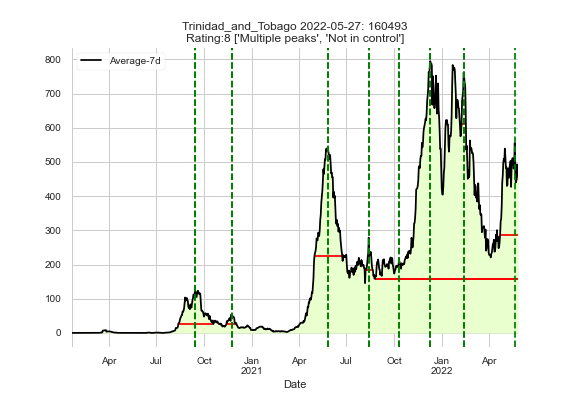 Trinidad_and_Tobago 2022-05-27: 160493
Rating:8 ['Multiple peaks', 'Not in control']
Average-7d
800
700
600
500
400
300
200
100
0
Apr Jul Oct Jan Apr Jul Oct Jan Apr
2021 2022
Date